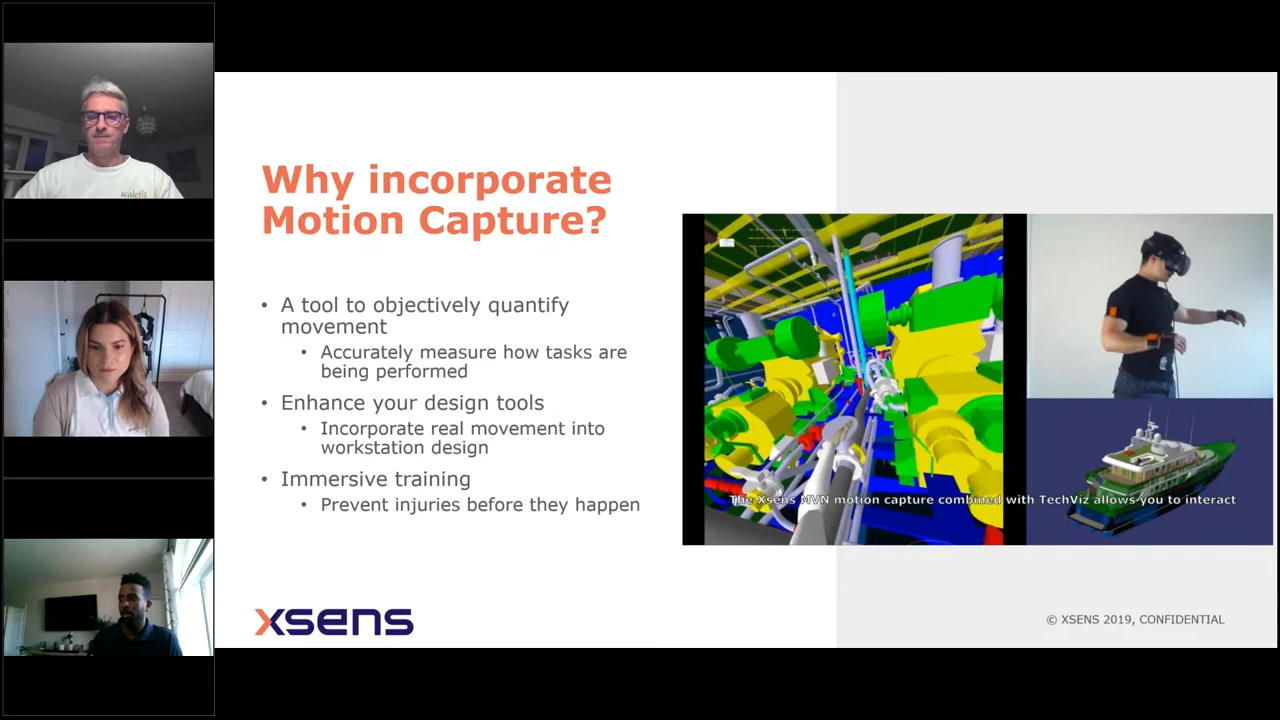 scalefit
Why incorporate
Motion Capture?
• A tool to objectively quantify
movement
• Accurately measure how tasks are
being performed
• Enhance your design tools
• Incorporate real movement into
workstation design
• Immersive training
• Prevent injuries before they happen
The Xsens MVN motion capture combined with TechViz allows you to interact
xsens
© XSENS 2019, CONFIDENTIAL